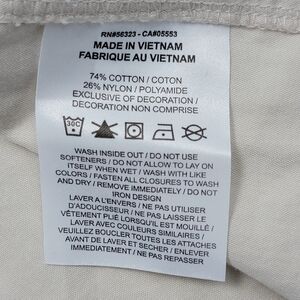 RN#56323 - CA#05553
MADE IN VIETNAM
FABRIQUE AU VIETNAM
74% COTTON / COTON
26% NYLON / POLYAMIDE
EXCLUSIVE OF DECORATION /
DECORATION NON COMPRISE
30C
WASH INSIDE OUT / DO NOT USE
SOFTENERS / DO NOT ALLOW TO LAY ON
ITSELF WHEN WET / WASH WITH LIKE
COLORS / FASTEN ALL CLOSURES TO WASH
AND DRY / REMOVE IMMEDIATELY / DO NOT
IRON DESIGN
LAVER A L'ENVERS / NE PAS UTILISER
D'ADOUCISSEUR / NE PAS LAISSER LE
VÊTEMENT PLIÉ LORSQU'IL EST MOUILLÉ /
LAVER AVEC COULEURS SIMILAIRES /
VEUILLEZ BOUCLER TOUTES LES ATTACHES
AVANT DE LAVER ET SECHER / ENLEVER
IMMEDIATEMENT / NE PAS REPASSER LE